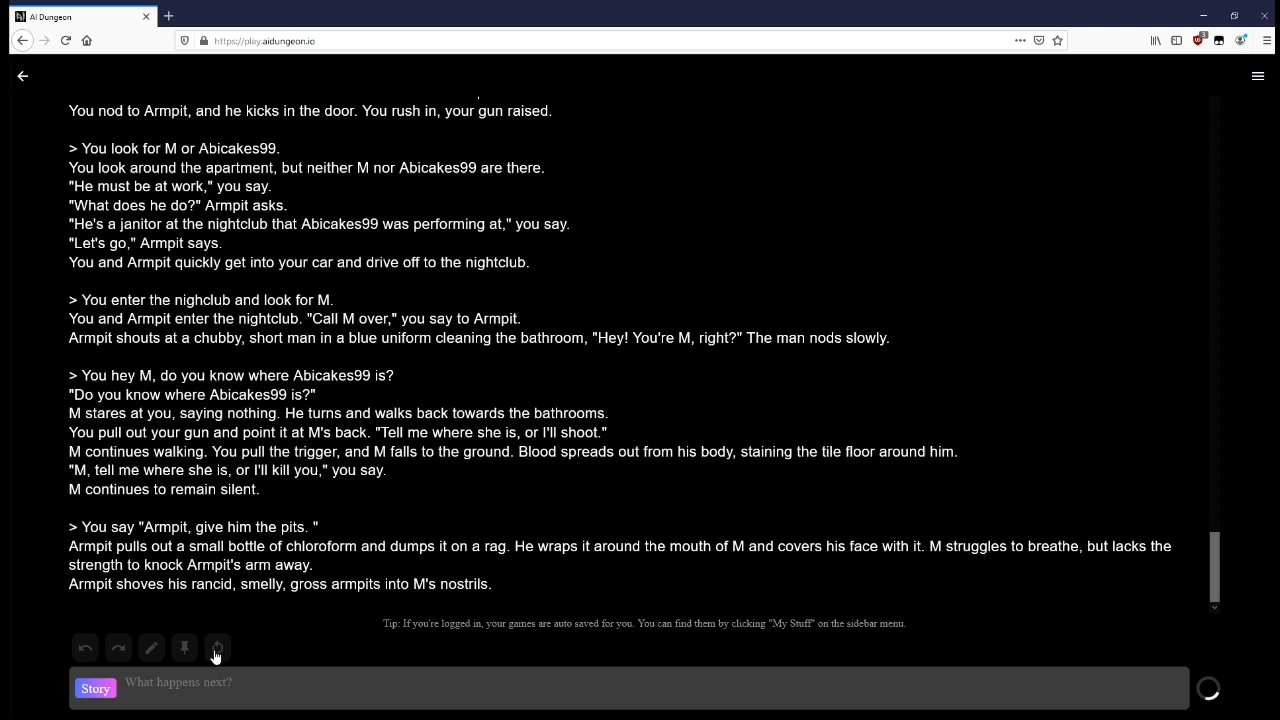 AI Dungeon
https://play.aidungeon.io
3
You nod to Armpit, and he kicks in the door. You rush in, your gun raised.
> You look for M or Abicakes99.
You look around the apartment, but neither M nor Abicakes99 are there.
"He must be at work," you say.
"What does he do?" Armpit asks.
"He's a janitor at the nightclub that Abicakes99 was performing at," you say.
"Let's go," Armpit says.
You and Armpit quickly get into your car and drive off to the nightclub.
> You enter the nighclub and look for M.
You and Armpit enter the nightclub. "Call M over," you say to Armpit.
Armpit shouts at a chubby, short man in a blue uniform cleaning the bathroom, "Hey! You're M, right?" The man nods slowly.
> You hey M, do you know where Abicakes99 is?
"Do you know where Abicakes99 is?"
M stares at you, saying nothing. He turns and walks back towards the bathrooms.
You pull out your gun and point it at M's back. "Tell me where she is, or I'll shoot."
M continues walking. You pull the trigger, and M falls to the ground. Blood spreads out from his body, staining the tile floor around him.
"M, tell me where she is, or I'll kill you," you say.
M continues to remain silent.
> You say "Armpit, give him the pits. "
Armpit pulls out a small bottle of chloroform and dumps it on a rag. He wraps it around the mouth of M and covers his face with it. M struggles to breathe, but lacks the
strength to knock Armpit's arm away.
Armpit shoves his rancid, smelly, gross armpits into M's nostrils.
Tip: If you're logged in, your games are auto saved for you. You can find them by clicking "My Stuff" on the sidebar menu.
Story What happens next?